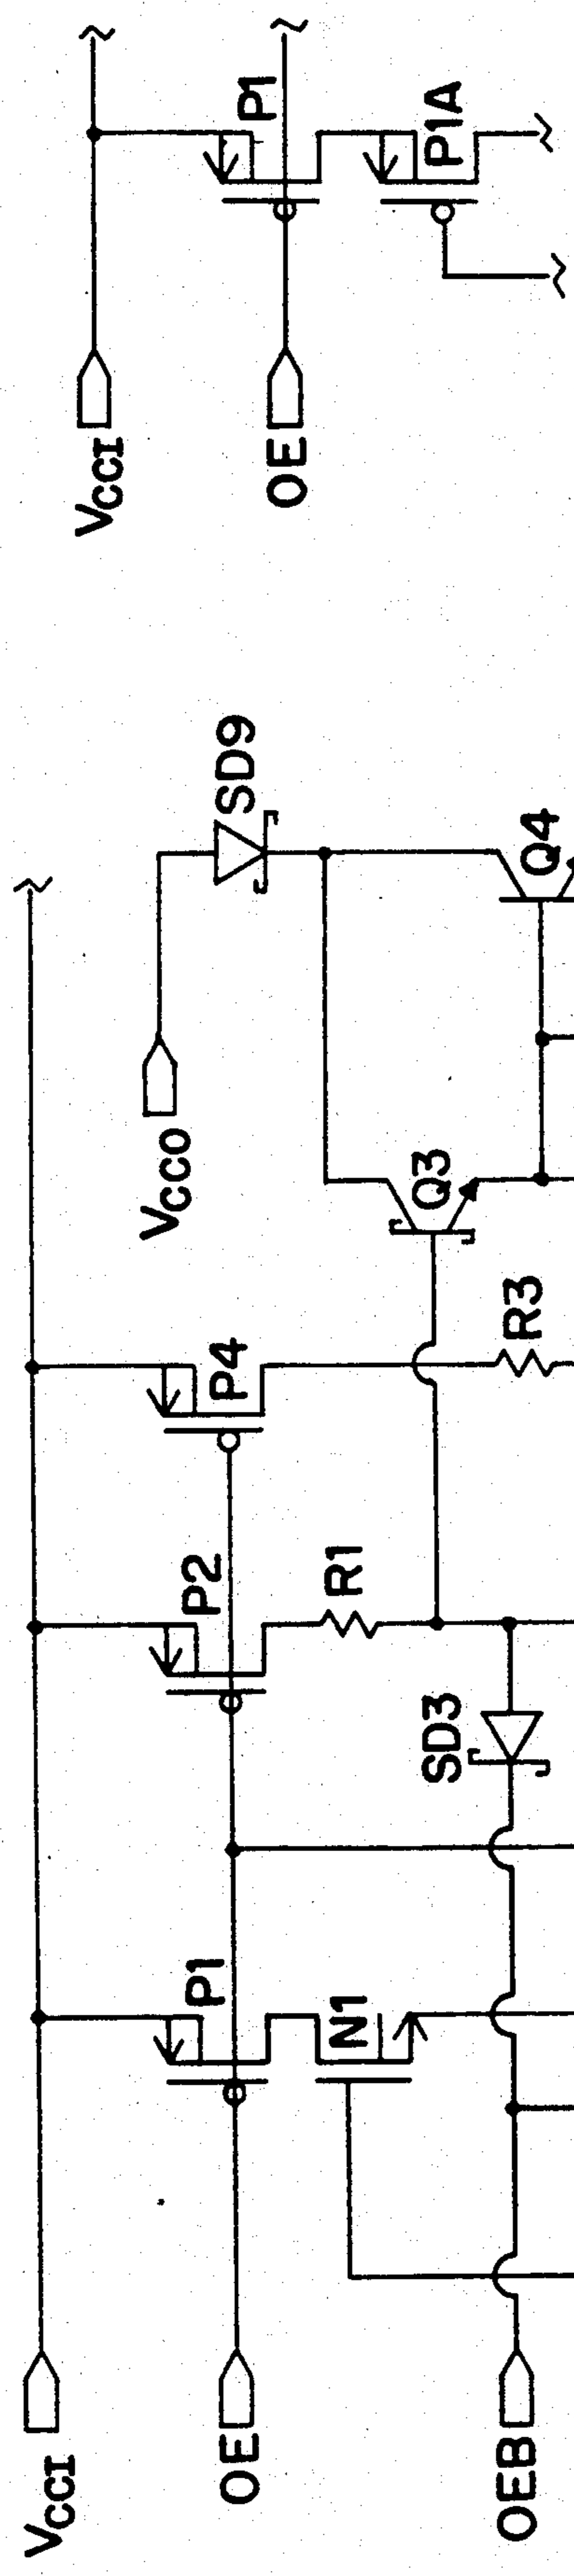 VCCI
OE
P1
P1A
VCCO
SD9
Q4
Q3
P4
R3
P2
R1
SD3
P1
N1
VCCI
OE
OEB